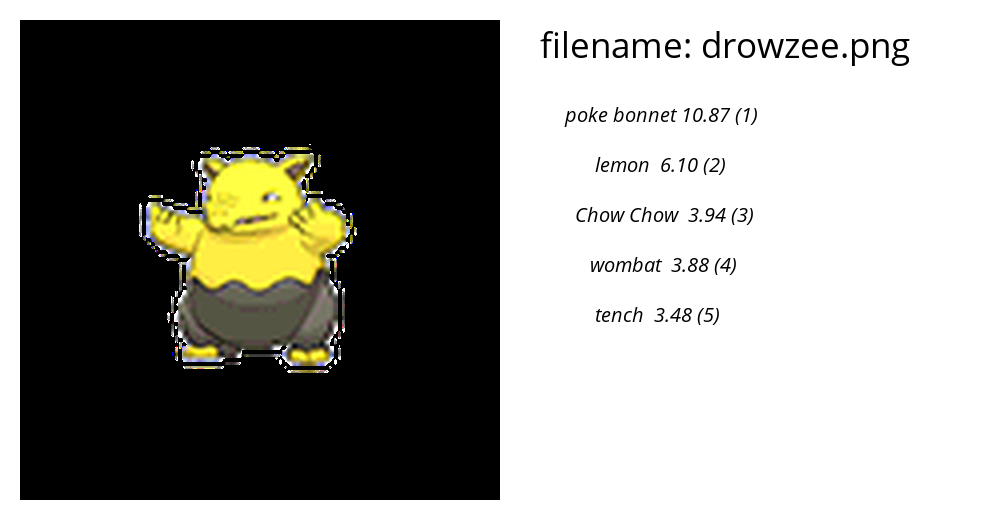 filename: drowzee.png
poke bonnet 10.87 (1)
lemon 6.10 (2)
Chow Chow 3.94 (3)
wombat 3.88 (4)
tench 3.48 (5)